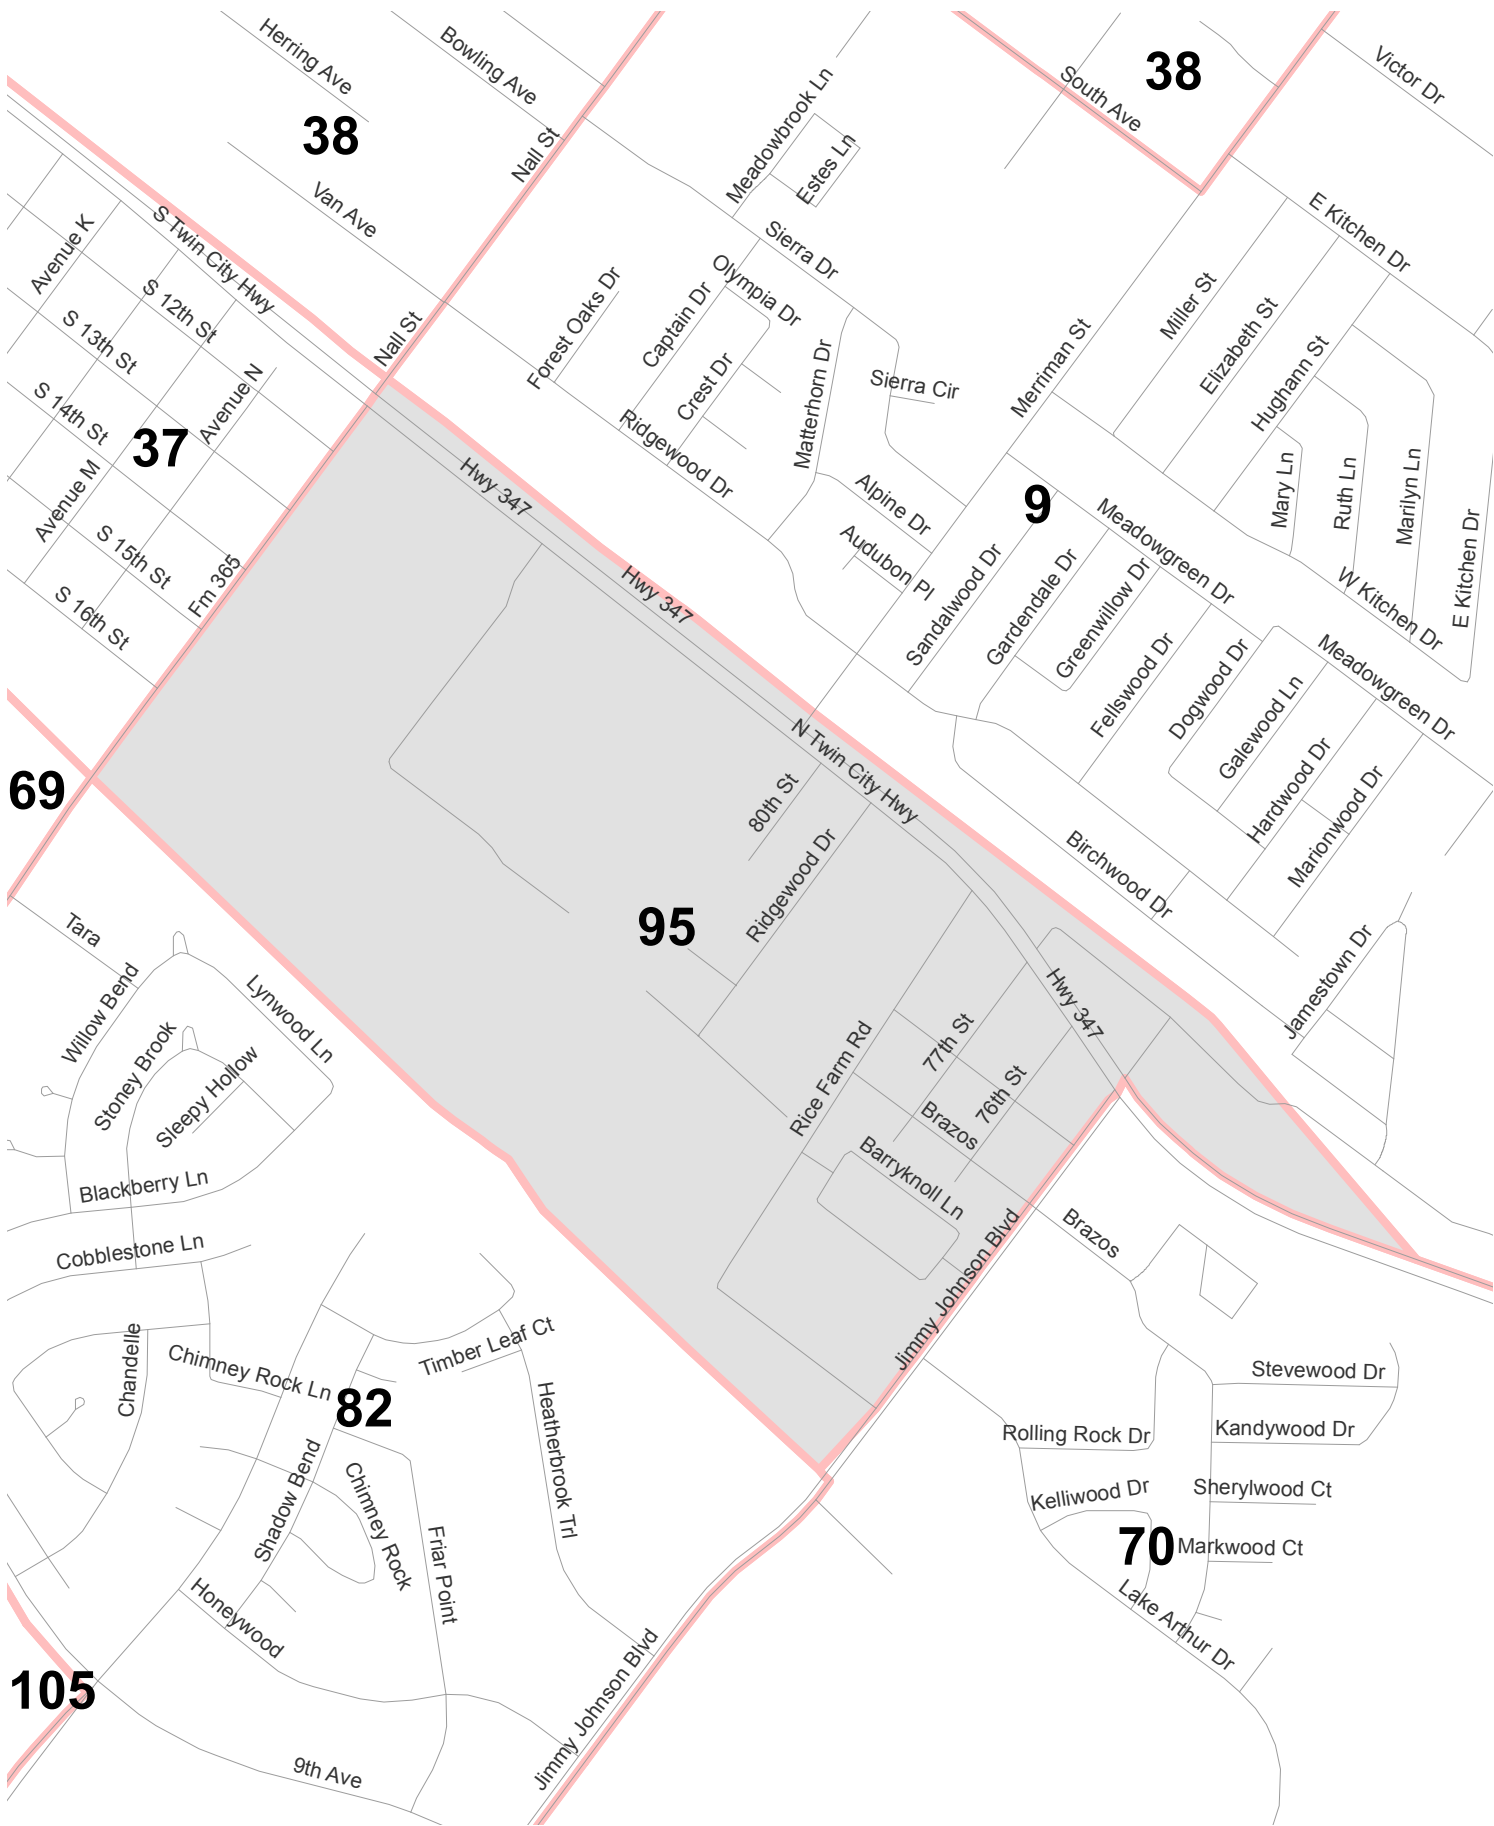 Herring Ave
Bowling Ave
38
Nall St
Van Ave
Meadowbrook Ln
Estes Ln
South Ave
38
Victor Dr
S Twin City Hwy
Avenue K
S 12th St
S 13th St
S 14th St
Avenue N
37
Avenue M
S 15th St
S 16th St
Fm 365
Nall St
Sierra Dr
Olympia Dr
Forest Oaks Dr
Captain Dr
Crest Dr
Ridgewood Dr
Matterhorn Dr
Sierra Cir
Alpine Dr
Audubon Pl
Merriman St
E Kitchen Dr
Miller St
Elizabeth St
Hughann St
Mary Ln
Ruth Ln
Marilyn Ln
E Kitchen Dr
W Kitchen Dr
9
Meadowgreen Dr
Sandalwood Dr
Gardendale Dr
Greenwillow Dr
Fellswood Dr
Dogwood Dr
Galewood Ln
Meadowgreen Dr
Hardwood Dr
Marionwood Dr
Birchwood Dr
Jamestown Dr
Hwy 347
Hwy 347
N Twin City Hwy
80th St
Ridgewood Dr
95
69
Hwy 347
77th St
76th St
Rice Farm Rd
Brazos
Barryknoll Ln
Jimmy Johnson Blvd
Brazos
Tara
Willow Bend
Lynwood Ln
Stoney Brook
Sleepy Hollow
Blackberry Ln
Cobblestone Ln
Chandelle
Chimney Rock Ln
Timber Leaf Ct
82
Heatherbrook Trl
Shadow Bend
Chimney Rock
Friar Point
Honeywood
105
9th Ave
Jimmy Johnson Blvd
Stevewood Dr
Rolling Rock Dr
Kandywood Dr
Kelliwood Dr
Sherylwood Ct
70
Markwood Ct
Lake Arthur Dr